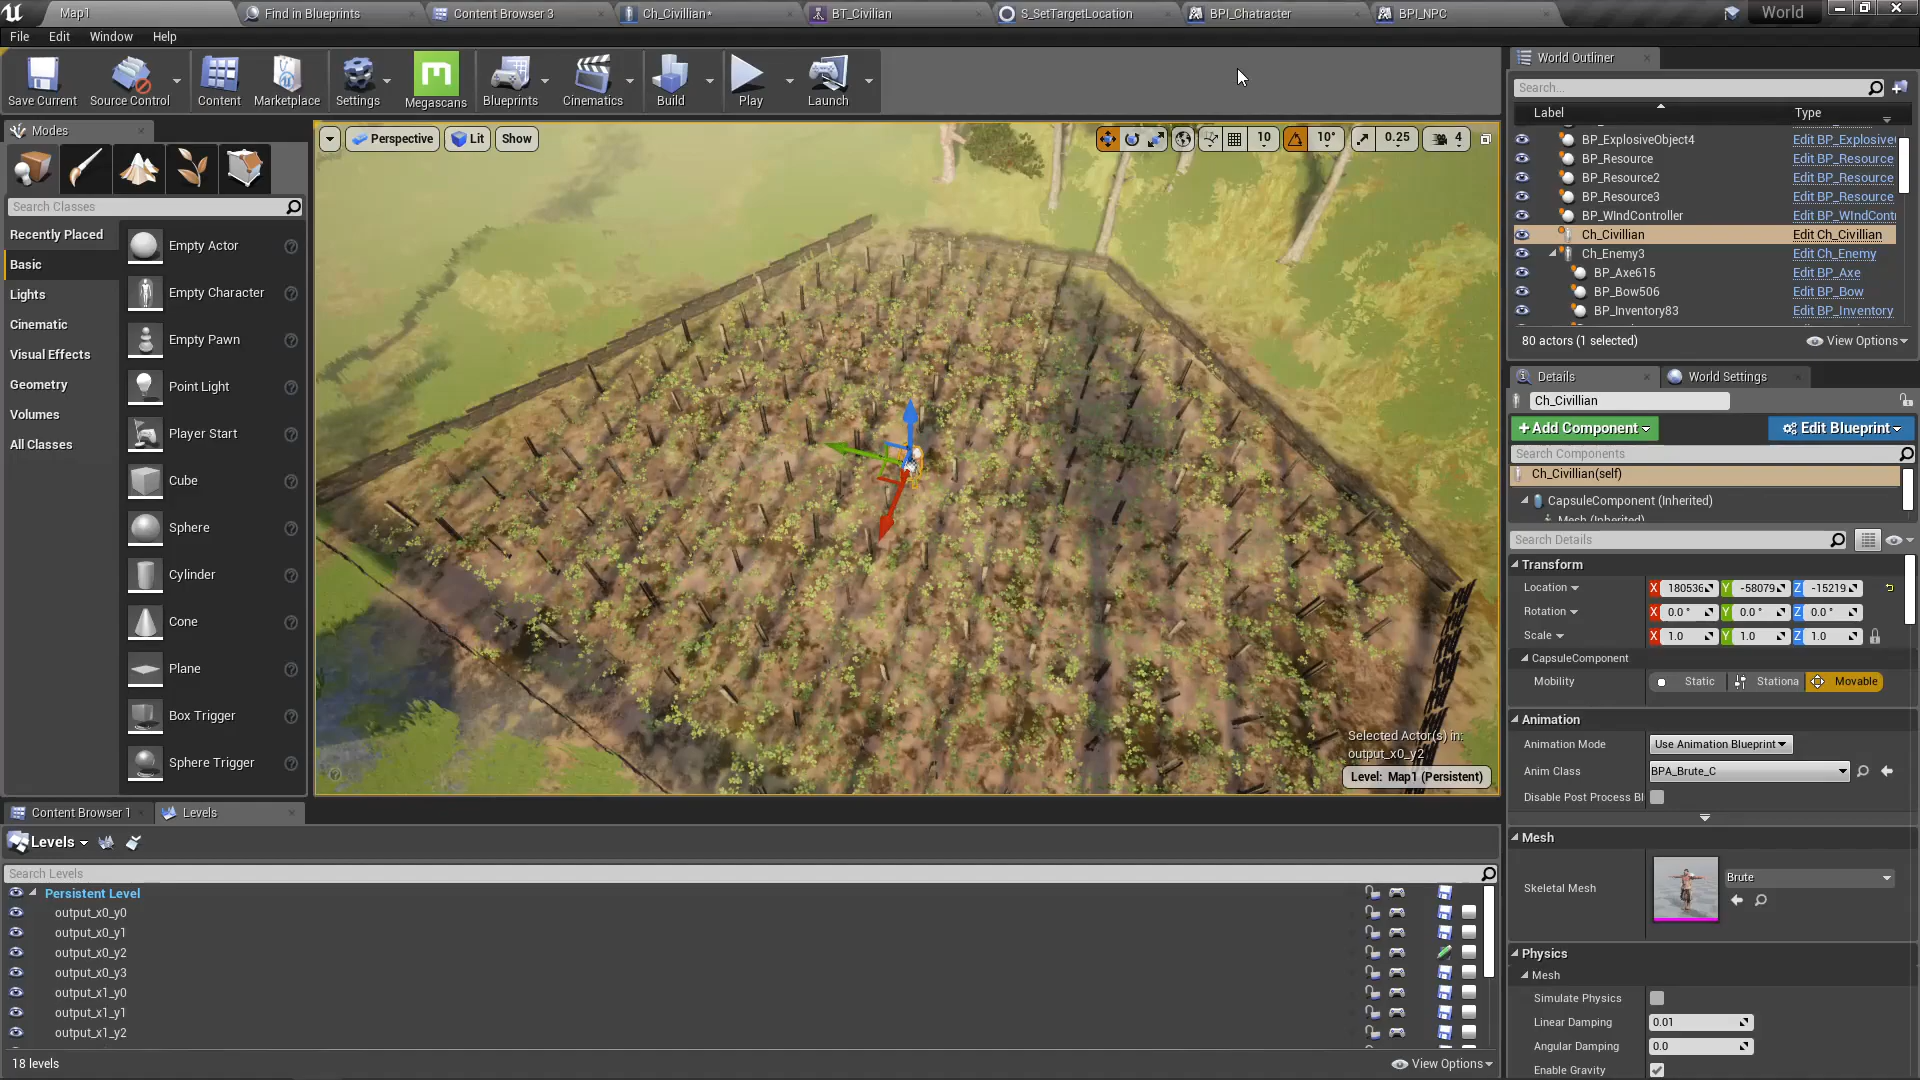 Map1
Find in Blueprints
Content Browser 3
Ch_Civillian*
BT_Civilian
S_SetTargetLocation
BPI_Chatracter
BPI_NPC
World
File
Edit
Window
Help
Save Current
Source Control
Content
Marketplace
Settings
Megascans
Blueprints
Cinematics
Build
Play
Launch
Modes
Search Classes
Recently Placed
Basic
Lights
Cinematic
Visual Effects
Geometry
Volumes
All Classes
Empty Actor
Empty Character
Empty Pawn
Point Light
Player Start
Cube
Sphere
Cylinder
Cone
Plane
Box Trigger
Sphere Trigger
Perspective
Lit
Show
10
10°
0.25
4
Selected Actor(s) in:
output_x0_y2
Level: Map1 (Persistent)
World Outliner
Search...
Label
Type
BP_ExplosiveObject4
Edit BP_Explosive
BP_Resource
Edit BP_Resource
BP_Resource2
Edit BP_Resource
BP_Resource3
Edit BP_Resource
BP_WIndController
Edit BP_WIndContr
Ch_Civillian
Edit Ch_Civillian
Ch_Enemy3
Edit Ch_Enemy
BP_Axe615
Edit BP_Axe
BP_Bow506
Edit BP_Bow
BP_Inventory83
Edit BP_Inventory
80 actors (1 selected)
View Options
Details
World Settings
Ch_Civillian
+Add Component
Edit Blueprint
Search Components
Ch_Civillian(self)
CapsuleComponent (Inherited)
Mesh (Inherited)
Search Details
Transform
Location
X 180536
Y -58079
Z -15219
Rotation
X 0.0 °
Y 0.0 °
Z 0.0 °
Scale
X 1.0
Y 1.0
Z 1.0
CapsuleComponent
Mobility
Static
Stationa
Movable
Animation
Animation Mode
Use Animation Blueprint
Anim Class
BPA_Brute_C
Disable Post Process Bl
Mesh
Skeletal Mesh
Brute
Physics
Mesh
Simulate Physics
Linear Damping
0.01
Angular Damping
0.0
Enable Gravity
Content Browser 1
Levels
Levels
Search Levels
Persistent Level
output_x0_y0
output_x0_y1
output_x0_y2
output_x0_y3
output_x1_y0
output_x1_y1
output_x1_y2
18 levels
View Options